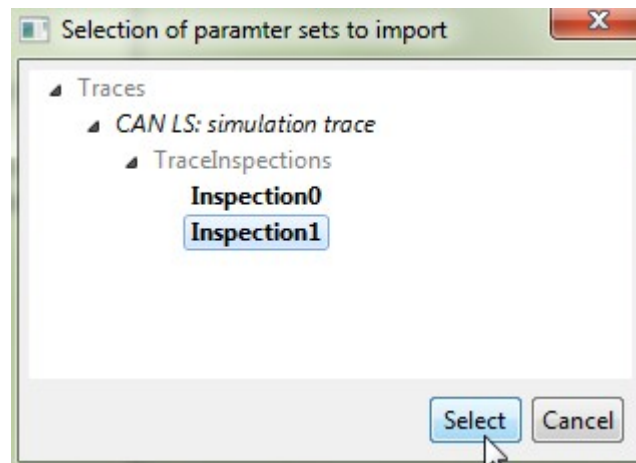 Selection of paramter sets to import
Traces
CAN LS: simulation trace
TraceInspections
Inspection0
Inspection1
Select Cancel